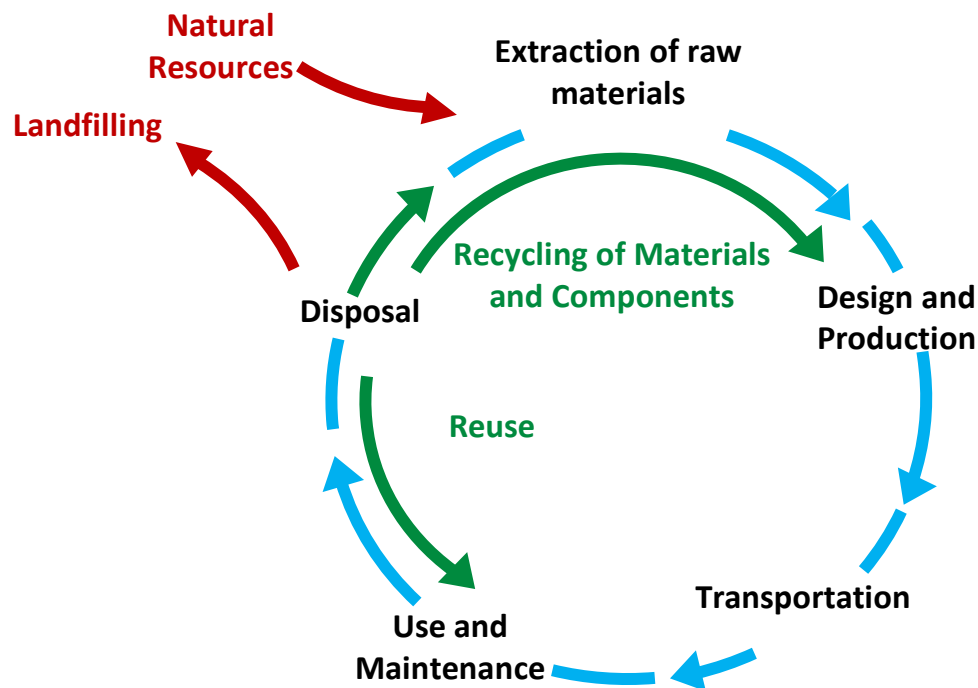 Natural
Resources
Extraction of raw
materials
Landfilling
Recycling of Materials
and Components
Disposal
Design and
Production
Reuse
Transportation
Use and
Maintenance